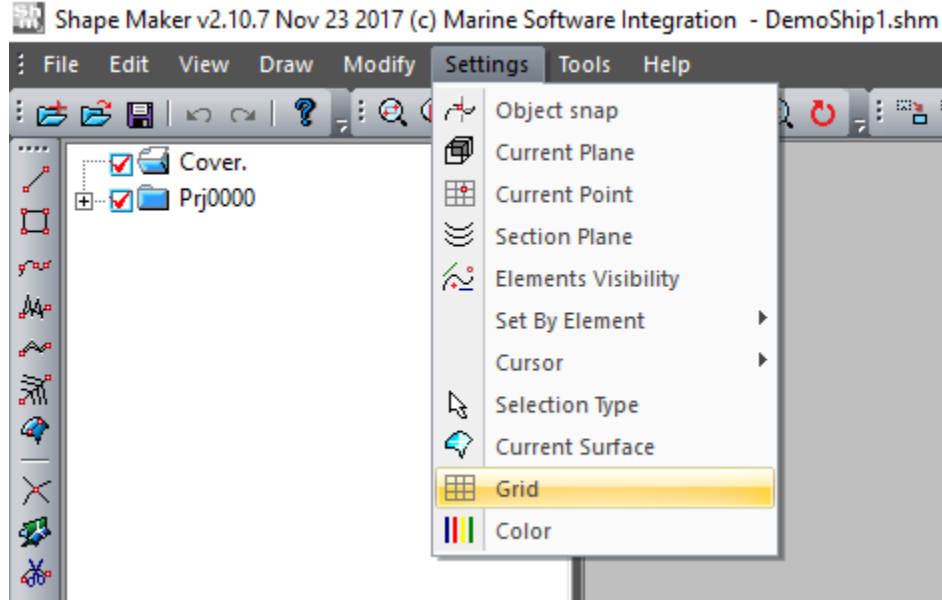 Shape Maker v2.10.7 Nov 23 2017 (c) Marine Software Integration - DemoShip1.shm
File Edit View Draw Modify Settings Tools Help
Cover.
Prj0000
Object snap
Current Plane
Current Point
Section Plane
Elements Visibility
Set By Element
Cursor
Selection Type
Current Surface
Grid
Color